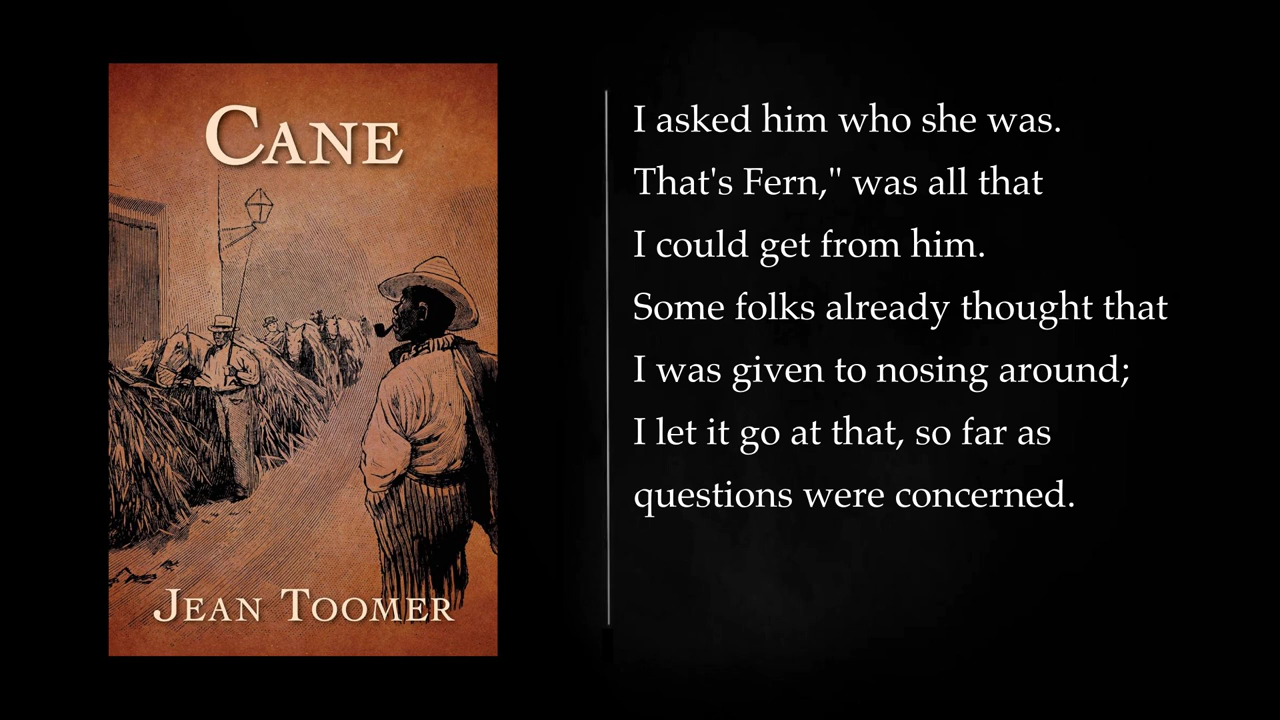 CANE
JEAN TOOMER
I asked him who she was.
That's Fern," was all that
I could get from him.
Some folks already thought that
I was given to nosing around;
I let it go at that, so far as
questions were concerned.